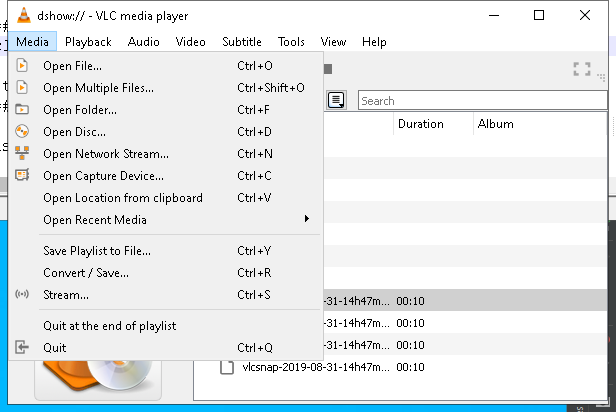 dshow:// - VLC media player
Media Playback Audio Video Subtitle Tools View Help
Open File... Ctrl+O
Open Multiple Files... Ctrl+Shift+O
Open Folder... Ctrl+F
Open Disc... Ctrl+D
Open Network Stream... Ctrl+N
Open Capture Device... Ctrl+C
Open Location from clipboard Ctrl+V
Open Recent Media
Save Playlist to File... Ctrl+Y
Convert / Save... Ctrl+R
Stream... Ctrl+S
Quit at the end of playlist
Quit Ctrl+Q
Search
Duration Album
-31-14h47m... 00:10
-31-14h47m... 00:10
-31-14h47m... 00:10
vlcsnap-2019-08-31-14h47m... 00:10